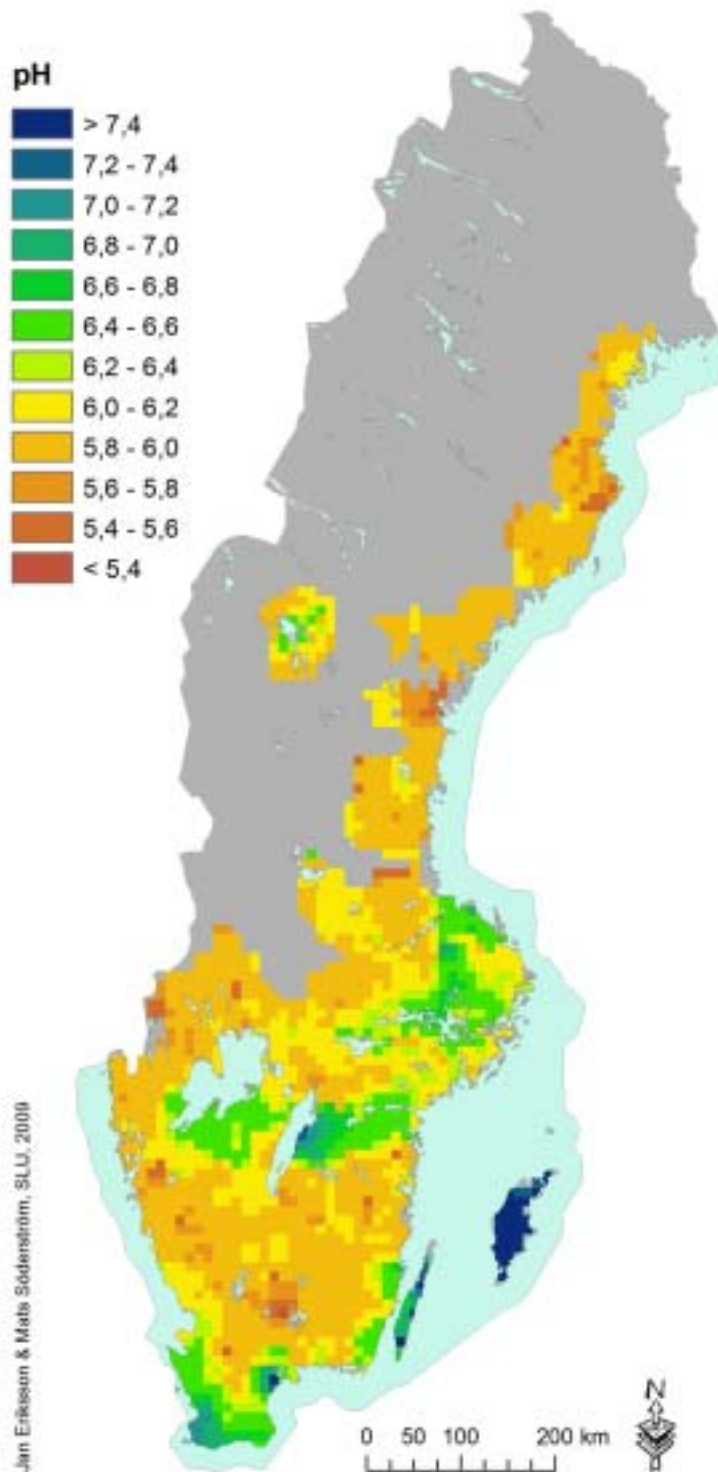 pH
> 7,4
7,2 - 7,4
7,0 - 7,2
6,8 - 7,0
6,6 - 6,8
6,4 - 6,6
6,2 - 6,4
6,0 - 6,2
5,8 - 6,0
5,6 - 5,8
5,4 - 5,6
< 5,4
Jan Eriksson & Mats Söderström, SLU, 2009
0 50 100 200 km
N